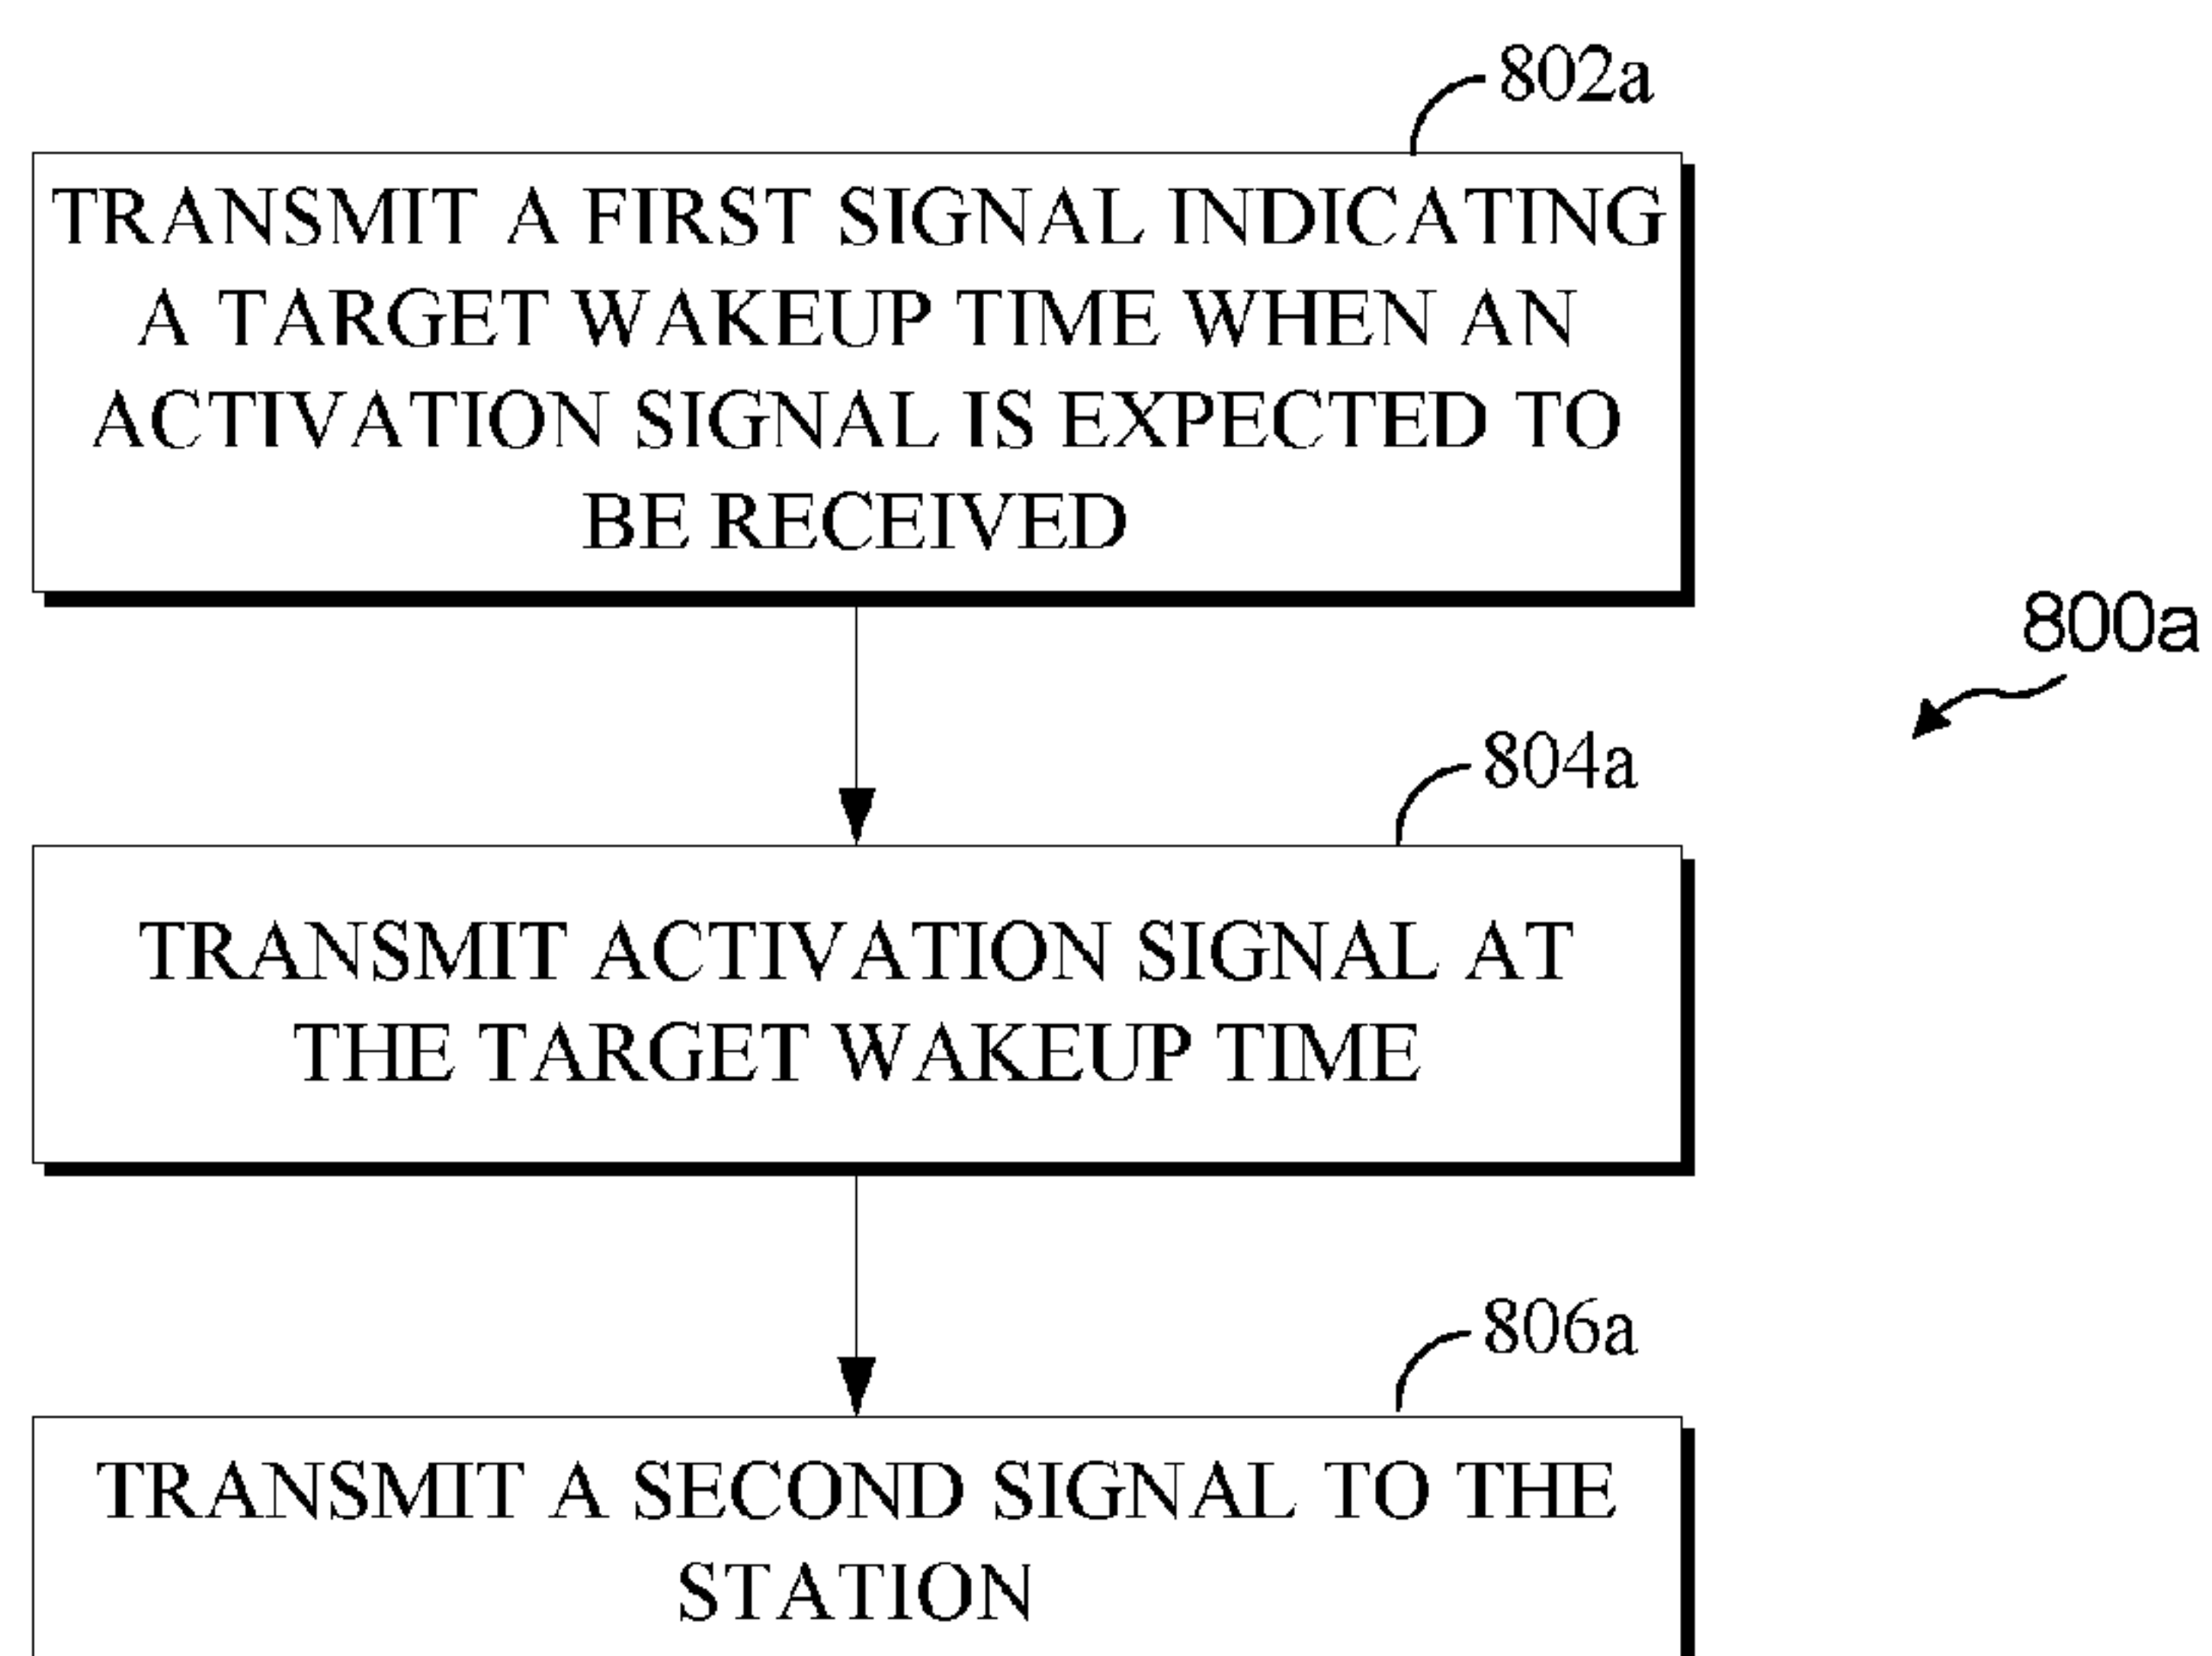 802a
TRANSMIT A FIRST SIGNAL INDICATING
A TARGET WAKEUP TIME WHEN AN
ACTIVATION SIGNAL IS EXPECTED TO
BE RECEIVED
800a
804a
TRANSMIT ACTIVATION SIGNAL AT
THE TARGET WAKEUP TIME
806a
TRANSMIT A SECOND SIGNAL TO THE
STATION